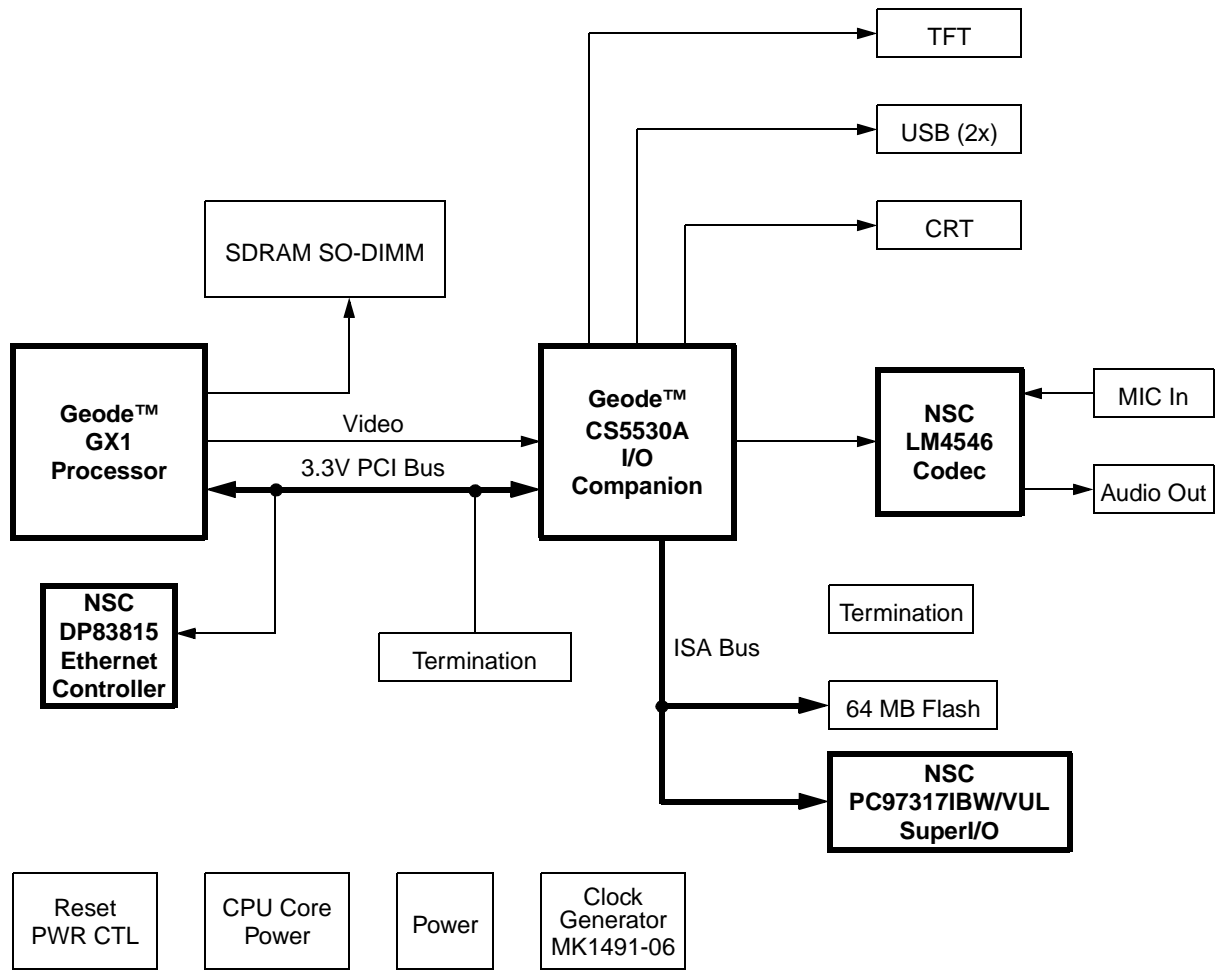 TFT
USB (2x)
CRT
SDRAM SO-DIMM
Geode™
GX1
Processor
Video
3.3V PCI Bus
Geode™
CS5530A
I/O
Companion
NSC
LM4546
Codec
MIC In
Audio Out
NSC
DP83815
Ethernet
Controller
Termination
ISA Bus
Termination
64 MB Flash
NSC
PC97317IBW/VUL
SuperI/O
Reset
PWR CTL
CPU Core
Power
Power
Clock
Generator
MK1491-06